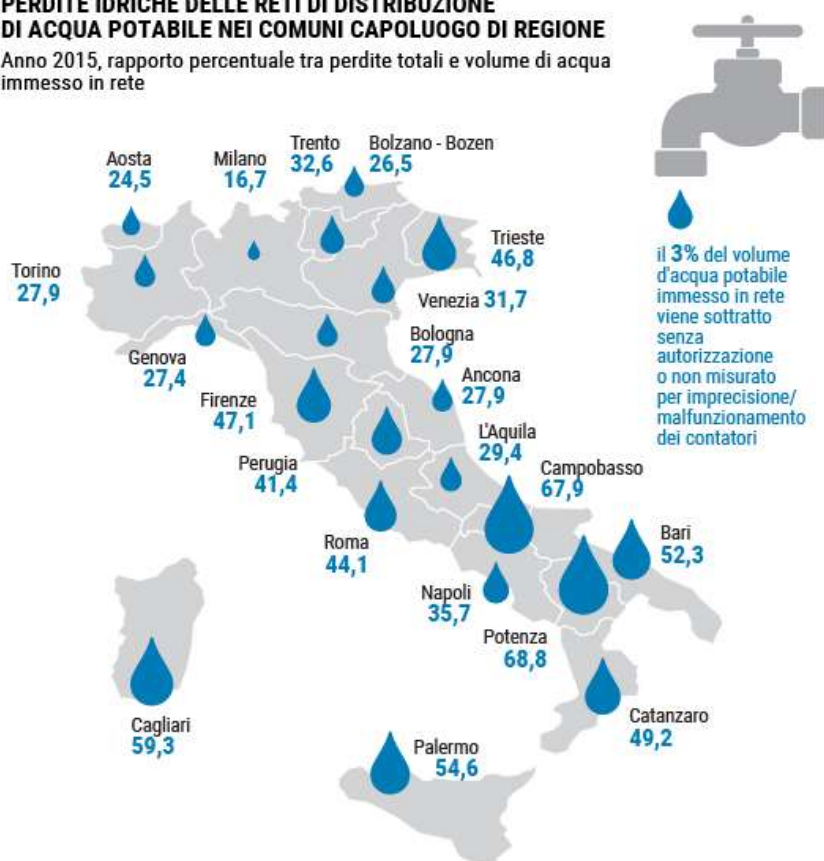 PERDITE IDRICHE DELLE RETI DI DISTRIBUZIONE
DI ACQUA POTABILE NEI COMUNI CAPOLUOGO DI REGIONE
Anno 2015, rapporto percentuale tra perdite totali e volume di acqua
immesso in rete
Aosta
24,5
Milano
16,7
Trento
32,6
Bolzano - Bozen
26,5
Trieste
46,8
Torino
27,9
Venezia 31,7
Genova
27,4
Bologna
27,9
Firenze
47,1
Ancona
27,9
Perugia
41,4
L'Aquila
29,4
Campobasso
67,9
Roma
44,1
Bari
52,3
Napoli
35,7
Potenza
68,8
Cagliari
59,3
Catanzaro
49,2
Palermo
54,6
il 3% del volume
d'acqua potabile
immesso in rete
viene sottratto
senza
autorizzazione
o non misurato
per imprecisione/
malfunzionamento
dei contatori